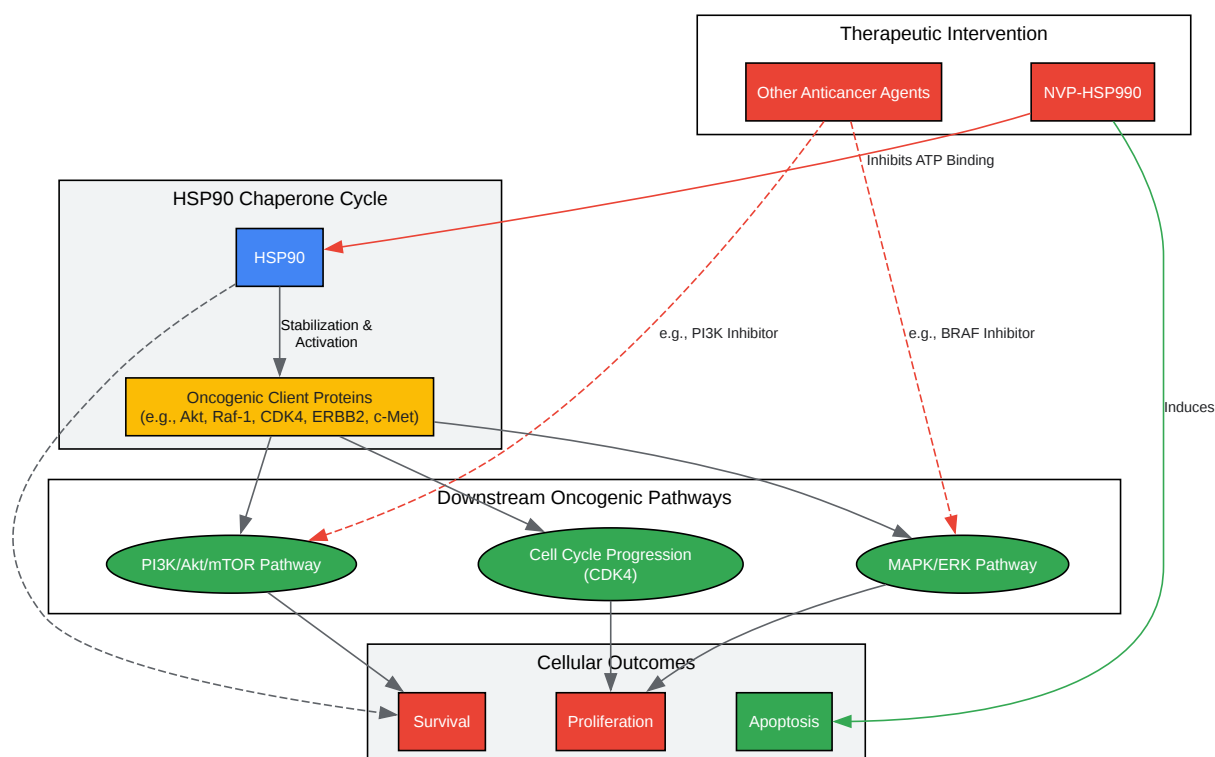 Therapeutic Intervention
Other Anticancer Agents
NVP-HSP990
Inhibits ATP Binding
HSP90 Chaperone Cycle
HSP90
Stabilization &
Activation
e.g., PI3K Inhibitor
e.g., BRAF Inhibitor
Oncogenic Client Proteins
(e.g., Akt, Raf-1, CDK4, ERBB2, c-Met)
Induces
Downstream Oncogenic Pathways
PI3K/Akt/mTOR Pathway
Cell Cycle Progression
(CDK4)
MAPK/ERK Pathway
Cellular Outcomes
Survival
Proliferation
Apoptosis